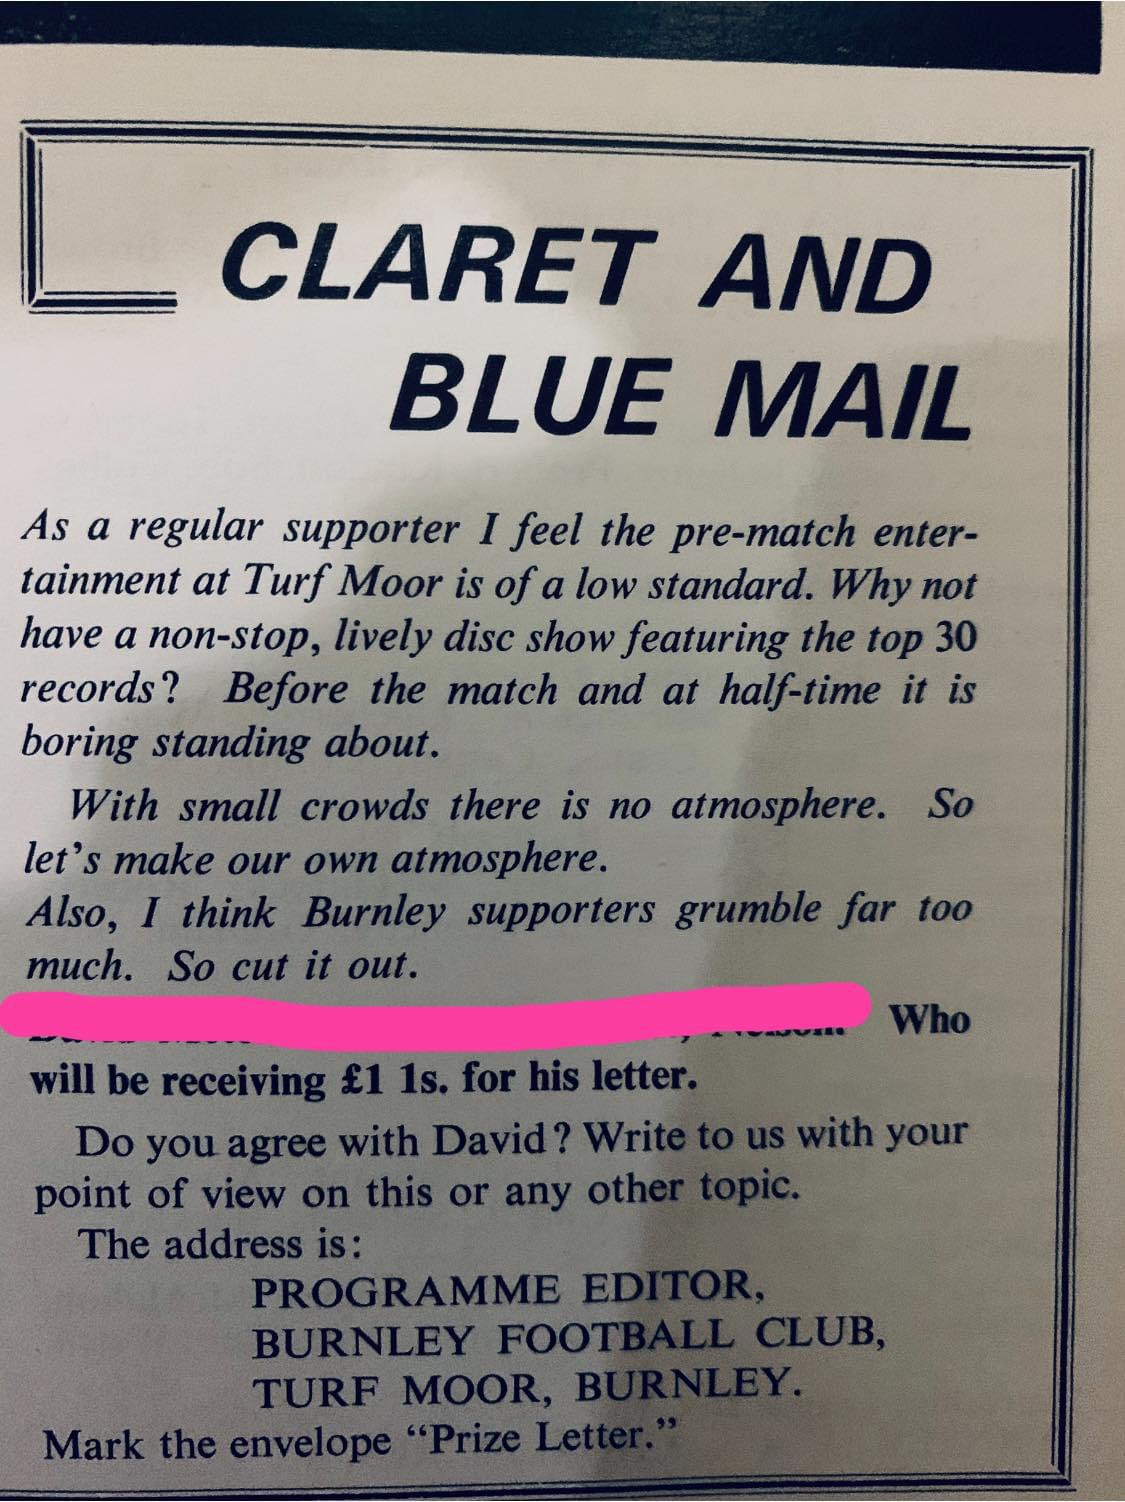 CLARET AND
BLUE MAIL
As a regular supporter I feel the pre-match enter-
tainment at Turf Moor is of a low standard. Why not
have a non-stop, lively disc show featuring the top 30
records? Before the match and at half-time it is
boring standing about.
With small crowds there is no atmosphere. So
let's make our own atmosphere.
Also, I think Burnley supporters grumble far too
much. So cut it out.
Who
will be receiving £1 1s. for his letter.
Do you agree with David? Write to us with your
point of view on this or any other topic.
The address is:
PROGRAMME EDITOR,
BURNLEY FOOTBALL CLUB,
TURF MOOR, BURNLEY.
Mark the envelope “Prize Letter.”